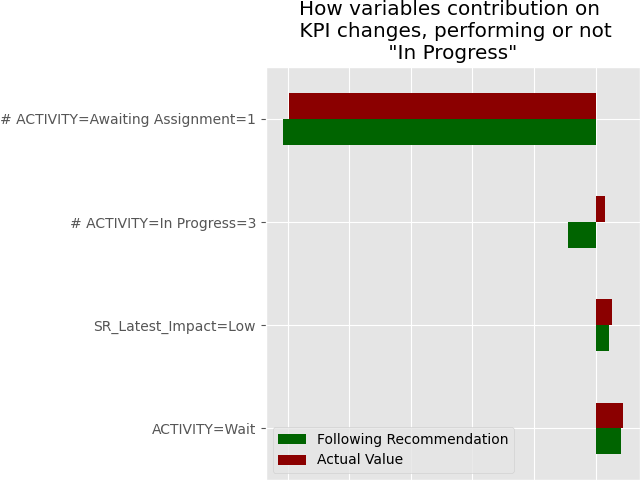 How variables contribution on
KPI changes, performing or not
"In Progress"
# ACTIVITY=Awaiting Assignment=1
# ACTIVITY=In Progress=3
SR_Latest_Impact=Low
ACTIVITY=Wait
Following Recommendation
Actual Value